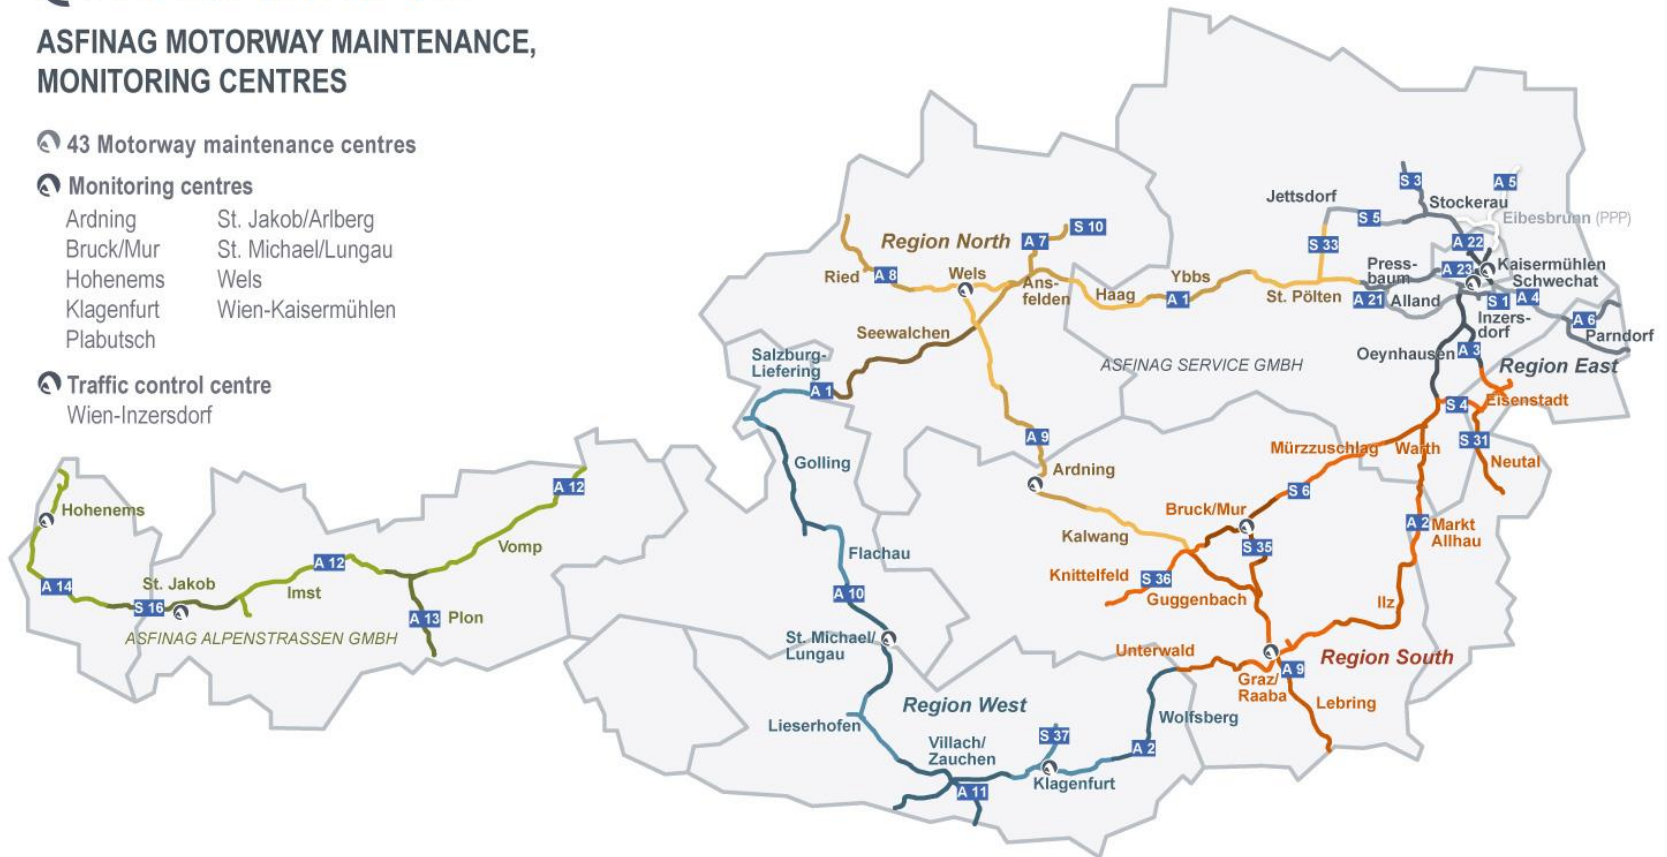 ASFINAG MOTORWAY MAINTENANCE,
MONITORING CENTRES
43 Motorway maintenance centres
Monitoring centres
Ardning
St. Jakob/Arlberg
Bruck/Mur
St. Michael/Lungau
Hohenems
Wels
Klagenfurt
Wien-Kaisermühlen
Plabutsch
Traffic control centre
Wien-Inzersdorf
S 3
A 5
Jettsdorf
Stockerau
S 5
Eibesbrunn (PPP)
S 10
Region North
A 7
S 33
A 22
Ried
A 8
Wels
Ans-
felden
Haag
A 1
Ybbs
St. Pölten
Press-
baum
A 23
Kaisermühlen
Schwechat
A 21
Alland
S 1
A 4
Inzers-
dorf
A 6
Parndorf
Seewalchen
Oeynhausen
A 3
Region East
ASFINAG SERVICE GMBH
Salzburg-
Liefering
A 1
S 4
Eisenstadt
A 9
Mürzzuschlag
Warth
S 31
Neutal
Golling
Ardning
S 6
A 12
Hohenems
Bruck/Mur
A 2
Markt
Allhau
Kalwang
S 35
Vomp
Flachau
A 12
Knittelfeld
S 36
Guggenbach
Ilz
A 14
St. Jakob
S 16
Imst
A 10
A 13
Plon
ASFINAG ALPENSTRASSEN GMBH
St. Michael/
Lungau
Unterwald
Region South
Graz/
Raaba
A 9
Lebring
Region West
Lieserhofen
Wolfsberg
Villach/
Zauchen
S 37
A 2
Klagenfurt
A 11